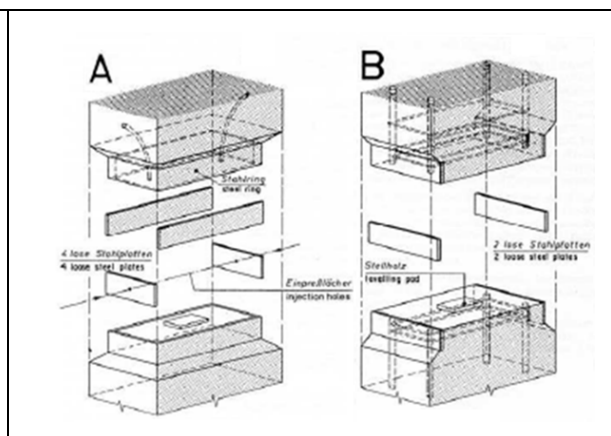 A
B
Stahlring
steel ring
4 lose Stahlplatten
4 loose steel plates
2 lose Stahlplatten
2 loose steel plates
Stellholz
levelling pad
Einpreßlöcher
injection holes